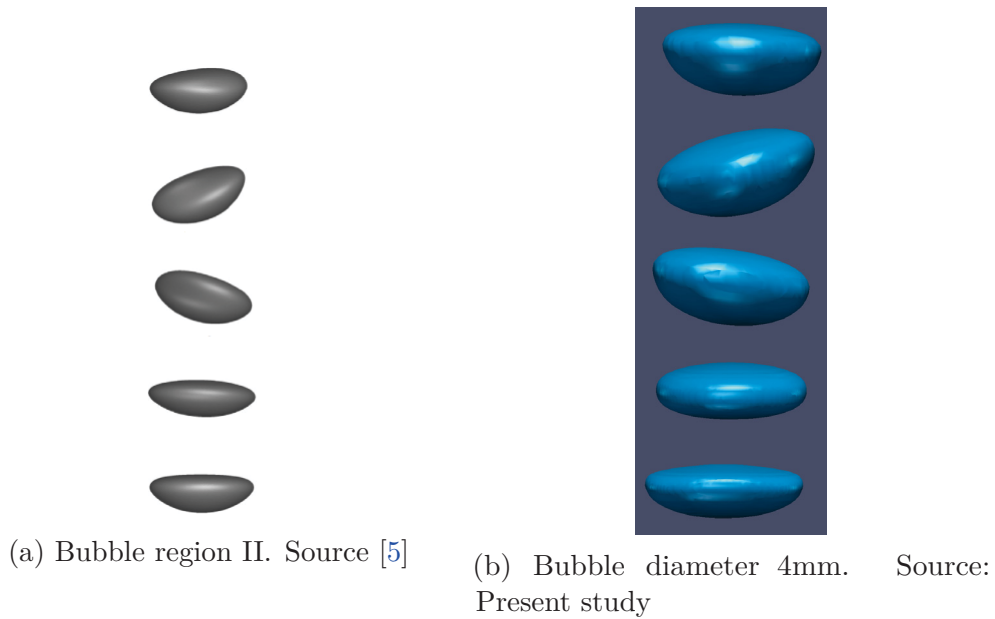 (a) Bubble region II. Source [5]
(b) Bubble diameter 4mm. Source:
Present study